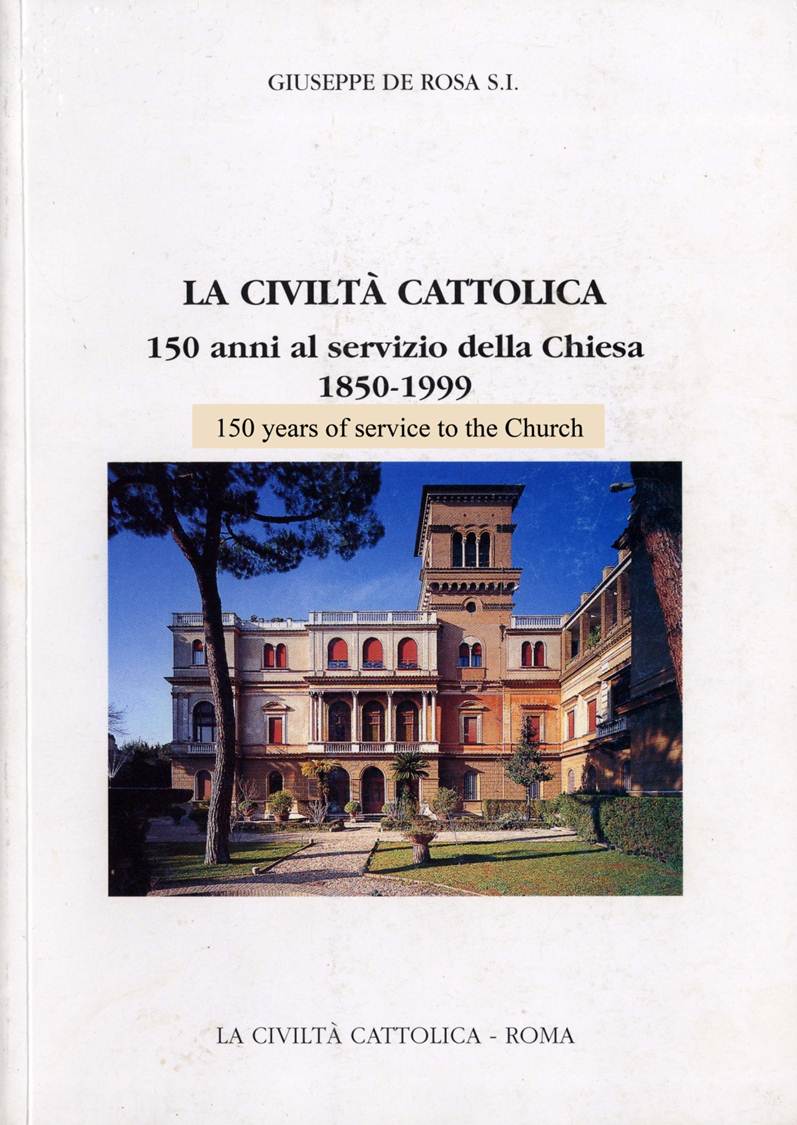 GIUSEPPE DE ROSA S.I.
LA CIVILTÀ CATTOLICA
150 anni al servizio della Chiesa
1850-1999
150 years of service to the Church
LA CIVILTÀ CATTOLICA - ROMA